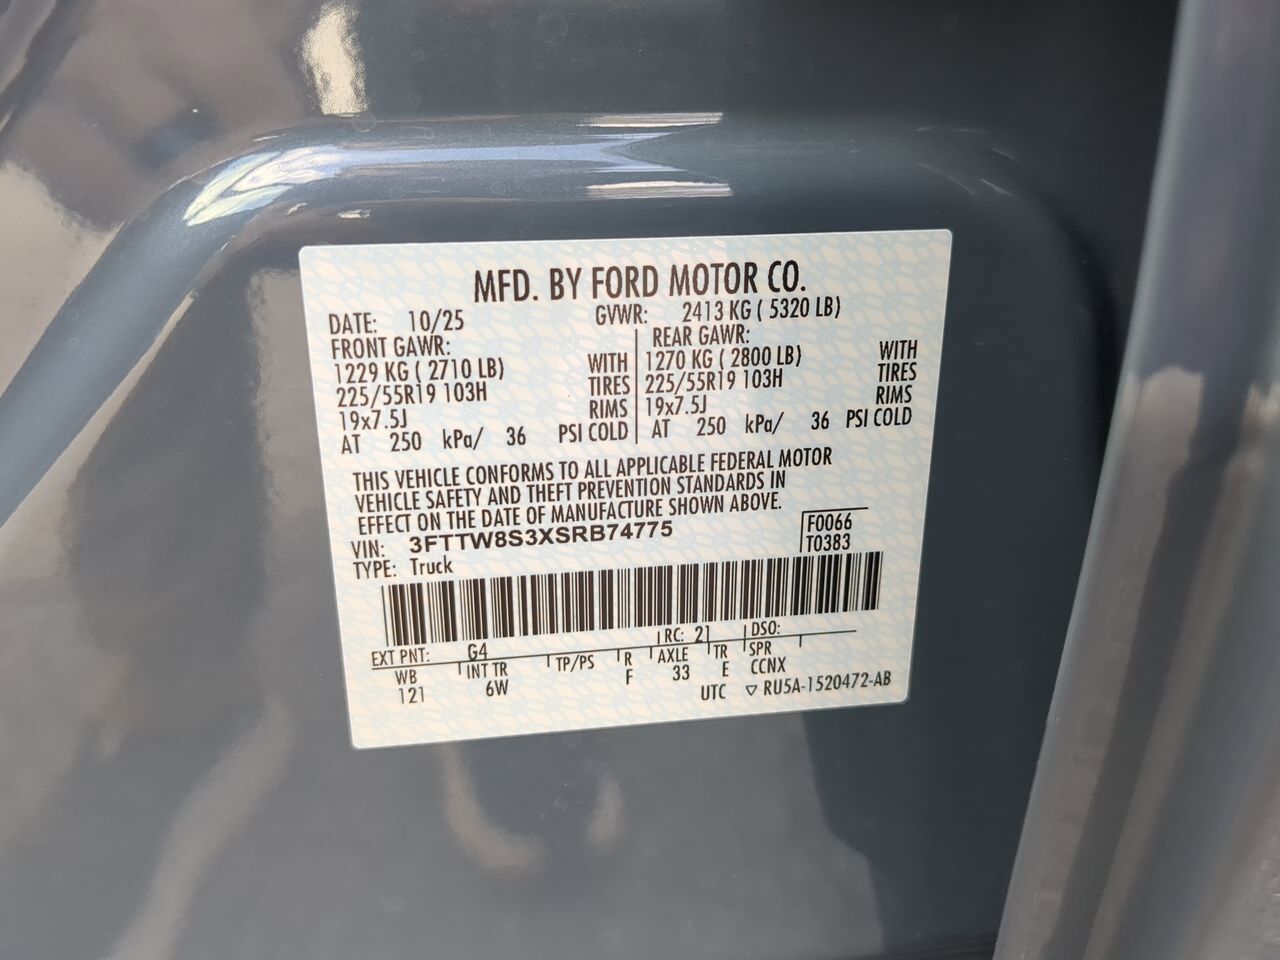 MFD. BY FORD MOTOR CO.
DATE: 10/25 GVWR: 2413 KG ( 5320 LB)
FRONT GAWR: REAR GAWR:
1229 KG ( 2710 LB) WITH 1270 KG ( 2800 LB) WITH
225/55R19 103H TIRES 225/55R19 103H TIRES
19x7.5J RIMS 19x7.5J RIMS
AT 250 kPa/ 36 PSI COLD AT 250 kPa/ 36 PSI COLD
THIS VEHICLE CONFORMS TO ALL APPLICABLE FEDERAL MOTOR
VEHICLE SAFETY AND THEFT PREVENTION STANDARDS IN
EFFECT ON THE DATE OF MANUFACTURE SHOWN ABOVE.
VIN: 3FTTW8S3XSRB74775 F0066
TYPE: Truck T0383
EXT PNT: G4 RC: 21 DSO:
WB INT TR TP/PS R AXLE TR SPR
121 6W F 33 E CCNX
UTC ▽ RU5A-1520472-AB